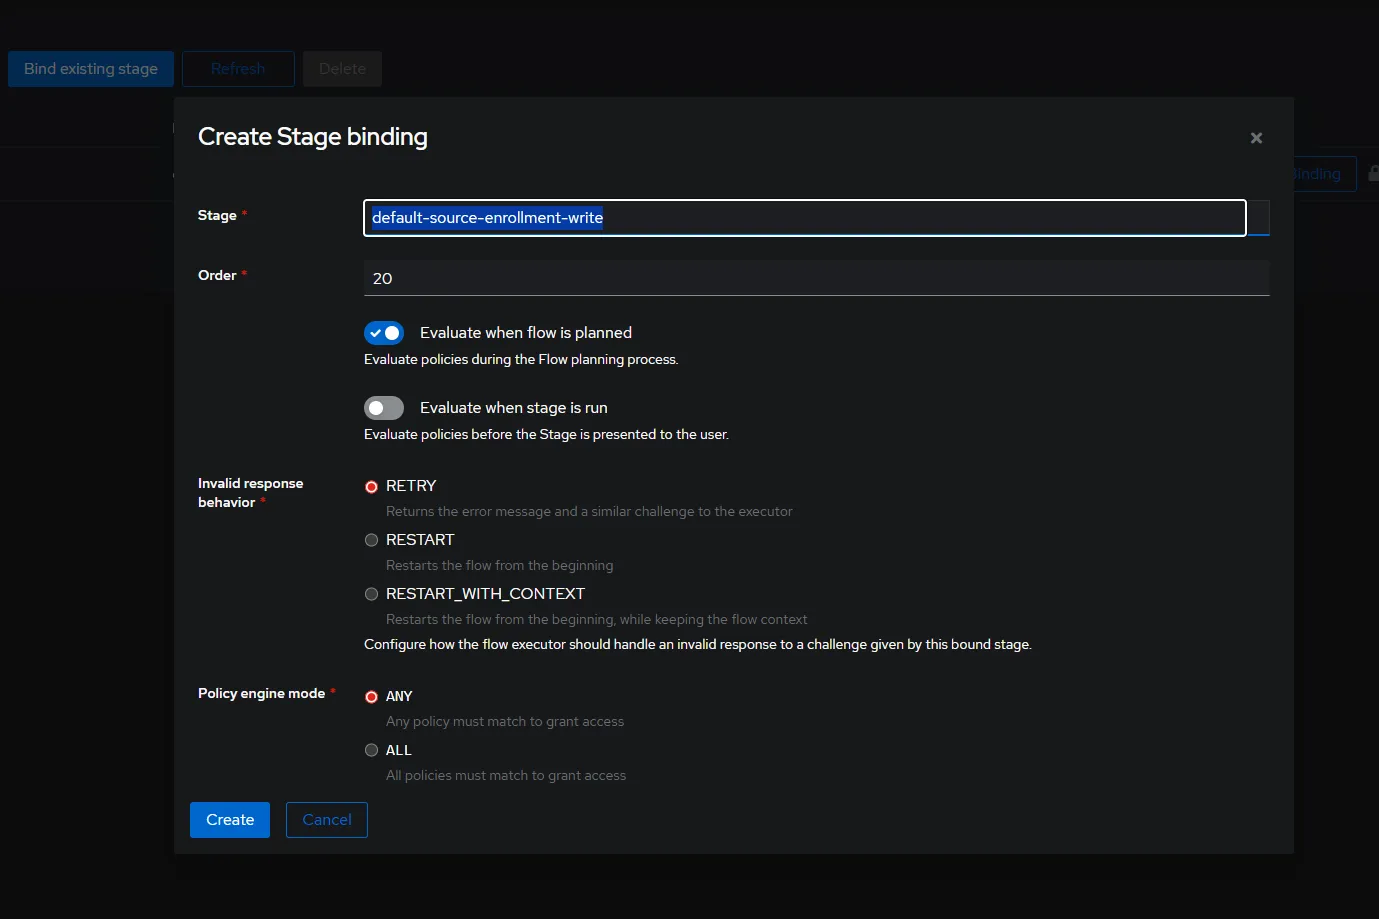 Bind existing stage Refresh Delete
Create Stage binding
Binding
Stage *
default-source-enrollment-write
Order *
20
Evaluate when flow is planned
Evaluate policies during the Flow planning process.
Evaluate when stage is run
Evaluate policies before the Stage is presented to the user.
Invalid response
behavior *
RETRY
Returns the error message and a similar challenge to the executor
RESTART
Restarts the flow from the beginning
RESTART_WITH_CONTEXT
Restarts the flow from the beginning, while keeping the flow context
Configure how the flow executor should handle an invalid response to a challenge given by this bound stage.
Policy engine mode *
ANY
Any policy must match to grant access
ALL
All policies must match to grant access
Create Cancel